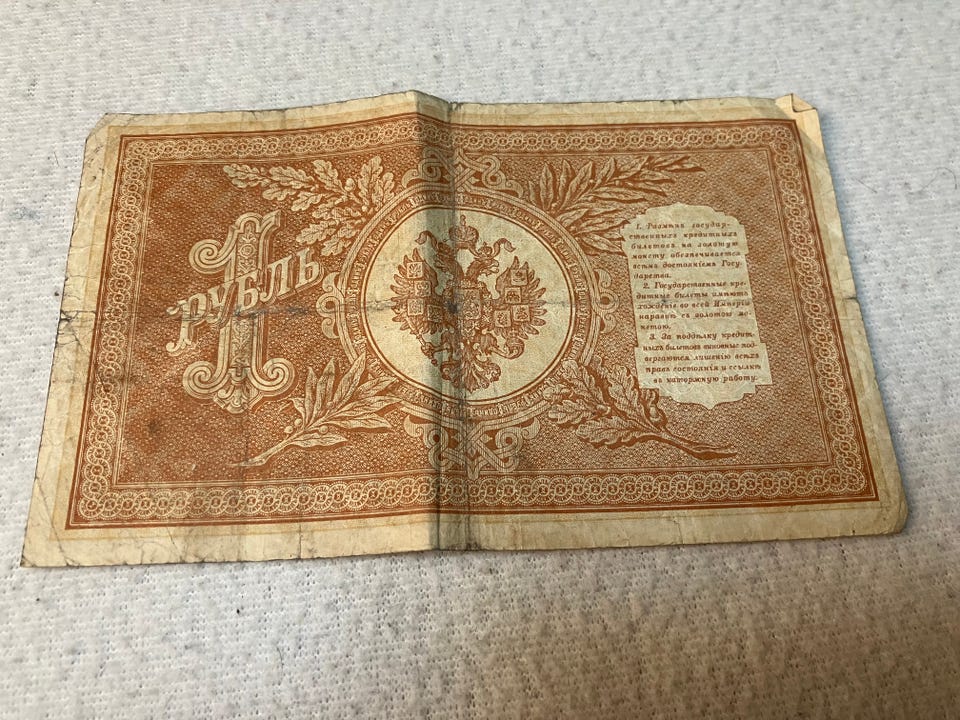 1
РУБЛЬ
1. Размѣнъ государ-
ственныхъ кредитныхъ
билетовъ на золотую
монету обезпечивается
всѣмъ достояніемъ Госу-
дарства.
2. Государственные кре-
дитные билеты имѣютъ
хожденіе во всей Имперіи
наравнѣ съ золотою мо-
нетою.
3. За поддѣлку кредит-
ныхъ билетовъ виновные под-
вергаются лишенію всѣхъ
правъ состоянія и ссылкѣ
въ каторжную работу.